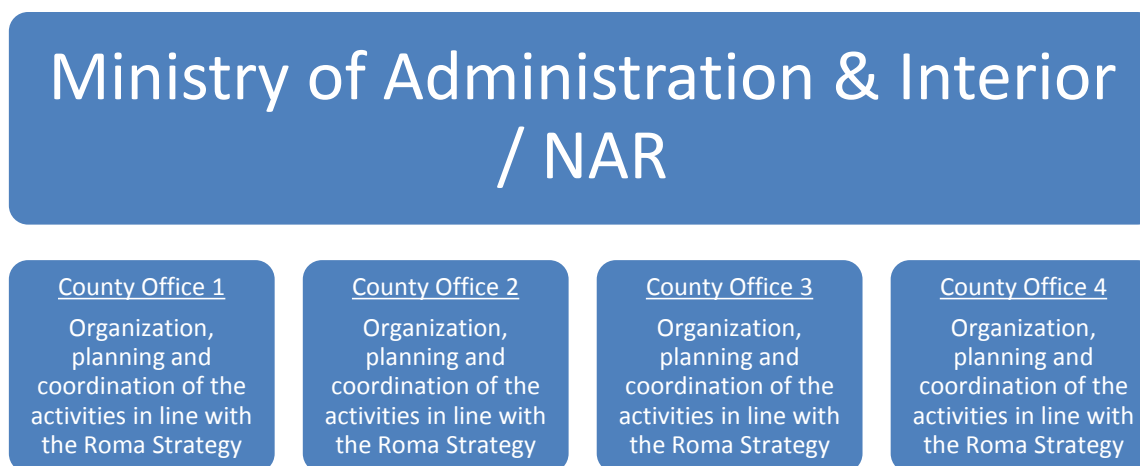 Ministry of Administration & Interior
/ NAR
County Office 1
Organization,
planning and
coordination of the
activities in line with
the Roma Strategy
County Office 2
Organization,
planning and
coordination of the
activities in line with
the Roma Strategy
County Office 3
Organization,
planning and
coordination of the
activities in line with
the Roma Strategy
County Office 4
Organization,
planning and
coordination of the
activities in line with
the Roma Strategy